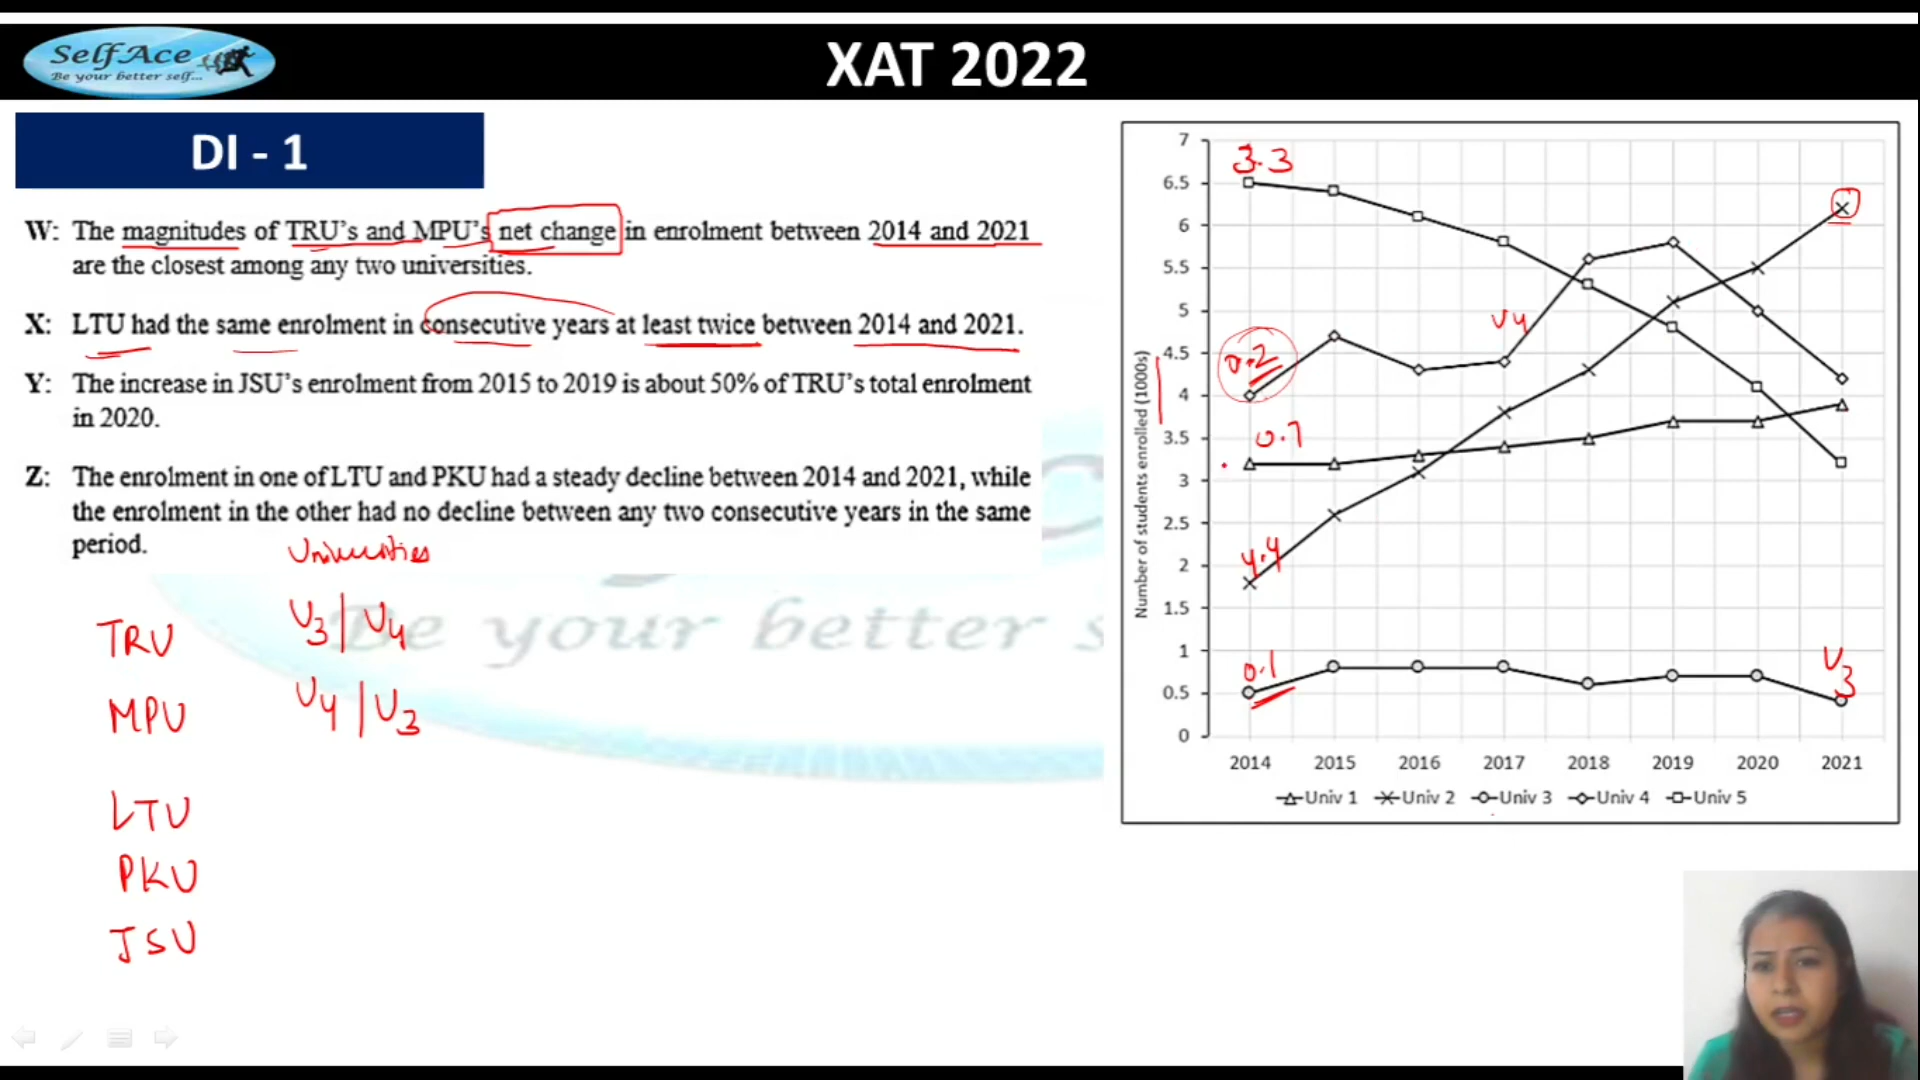 SelfAce
Be your better self...
XAT 2022
DI - 1
W: The magnitudes of TRU's and MPU's net change in enrolment between 2014 and 2021
are the closest among any two universities.
X: LTU had the same enrolment in consecutive years at least twice between 2014 and 2021.
Y: The increase in JSU's enrolment from 2015 to 2019 is about 50% of TRU's total enrolment
in 2020.
Z: The enrolment in one of LTU and PKU had a steady decline between 2014 and 2021, while
the enrolment in the other had no decline between any two consecutive years in the same
period.
Universities
TRU U3 | U4
MPU U4 | U3
LTU
PKU
JSU
Be your better s
Number of students enrolled (1000s)
7
6.5
6
5.5
5
4.5
4
3.5
3
2.5
2
1.5
1
0.5
0
3.3
U4
0.2
0.7
4.4
0.1
U3
2014 2015 2016 2017 2018 2019 2020 2021
Univ 1 Univ 2 Univ 3 Univ 4 Univ 5